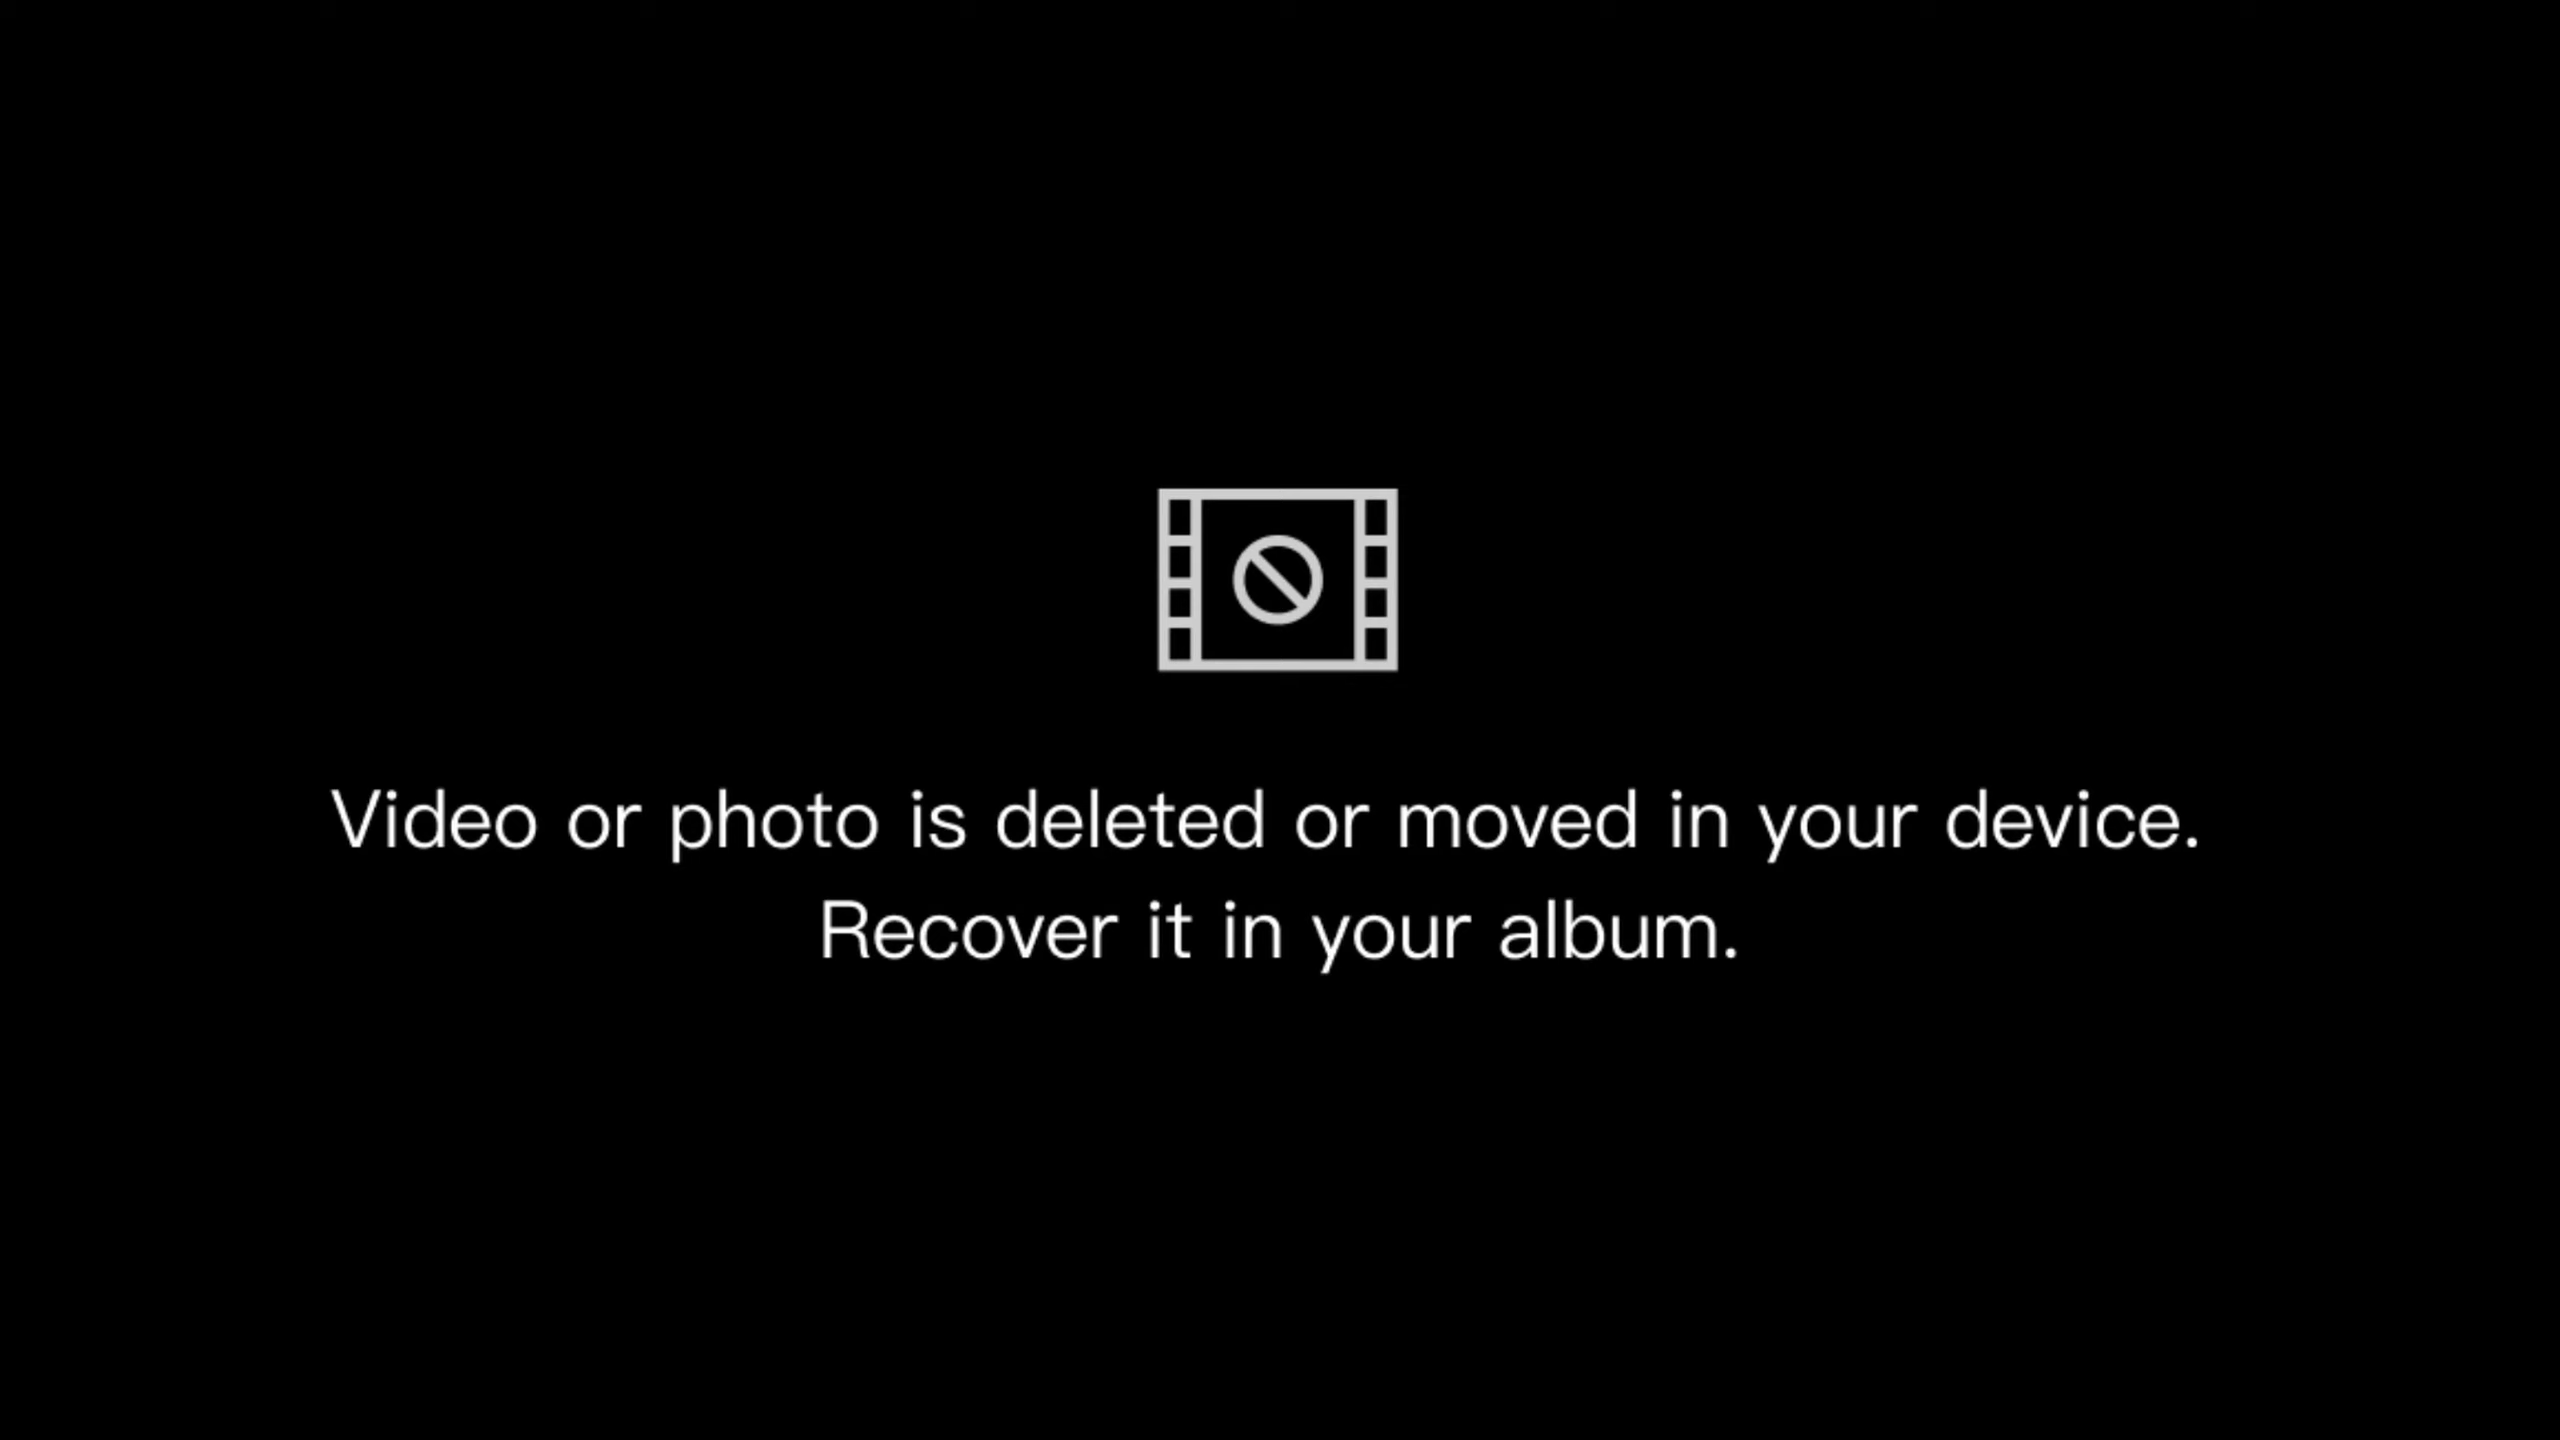 Video or photo is deleted or moved in your device.
Recover it in your album.